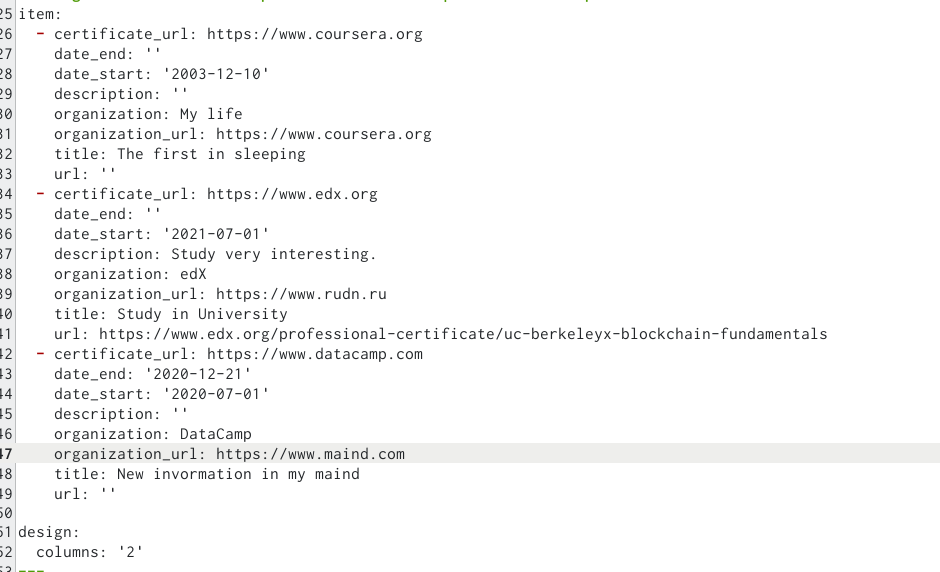 25 item:
26   - certificate_url: https://www.coursera.org
27     date_end: ''
28     date_start: '2003-12-10'
29     description: ''
30     organization: My life
31     organization_url: https://www.coursera.org
32     title: The first in sleeping
33     url: ''
34   - certificate_url: https://www.edx.org
35     date_end: ''
36     date_start: '2021-07-01'
37     description: Study very interesting.
38     organization: edX
39     organization_url: https://www.rudn.ru
40     title: Study in University
41     url: https://www.edx.org/professional-certificate/uc-berkeleyx-blockchain-fundamentals
42   - certificate_url: https://www.datacamp.com
43     date_end: '2020-12-21'
44     date_start: '2020-07-01'
45     description: ''
46     organization: DataCamp
47     organization_url: https://www.maind.com
48     title: New invormation in my maind
49     url: ''
50
51 design:
52   columns: '2'
53 ---